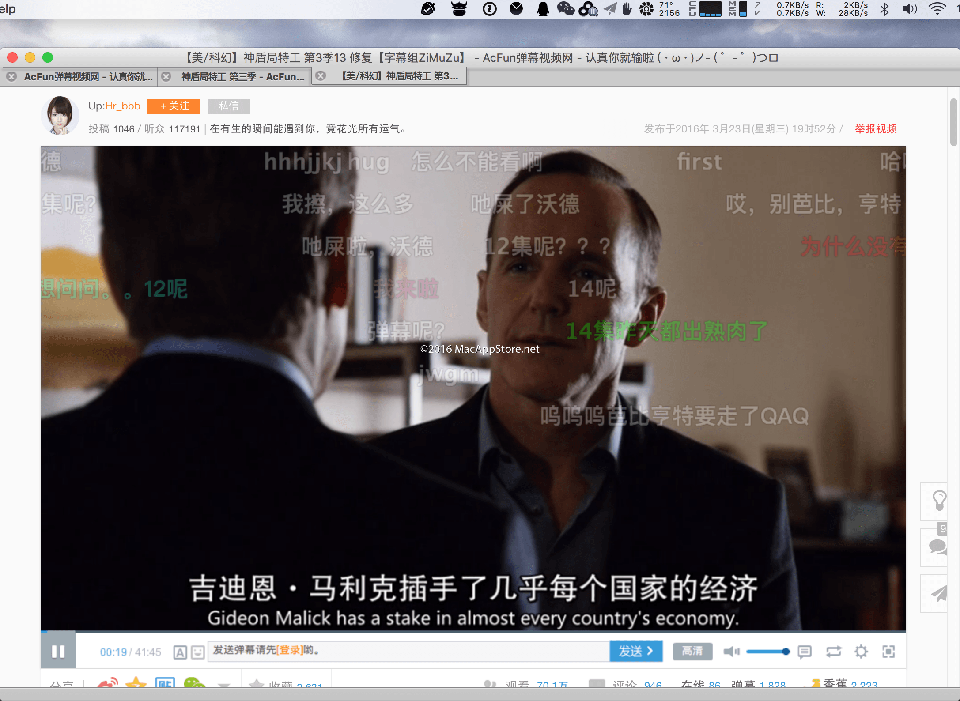 elp
71° 2156
0.7KB/s R: 2KB/s
0.7KB/s W: 28KB/s
【美/科幻】神盾局特工 第3季13 修复【字幕组ZiMuZu】 - AcFun弹幕视频网 - 认真你就输啦 (・ω・)ノ- ( ゜- ゜)つロ
AcFun弹幕视频网 - 认真你就... 神盾局特工 第三季 - AcFun... 【美/科幻】神盾局特工 第3...
Up:Hr_bob + 关注 私信
投稿 1046 / 听众 117191 | 在有生的瞬间能遇到你，竟花光所有运气。 发布于2016年 3月23日(星期三) 19时52分 / 举报视频
德 hhhjjkj hug 怎么不能看啊 first 哈
集呢? 我擦，这么多 吔屎了沃德 哎，别芭比，亨特
吔屎啦，沃德 12集呢？？？ 为什么没有
想问问。。12呢 我来啦 14呢
弹幕呢? 14集昨天都出熟肉了
©2016 MacAppStore.net
jwgm
呜呜呜芭比亨特要走了QAQ
吉迪恩・马利克插手了几乎每个国家的经济
Gideon Malick has a stake in almost every country's economy.
00:19 / 41:45 A 发送弹幕请先[登录]的。 发送 高清
分享 收藏 2,631 观看 70.1万 评论 946 在线 86 弹幕 1,828 香蕉 2,223